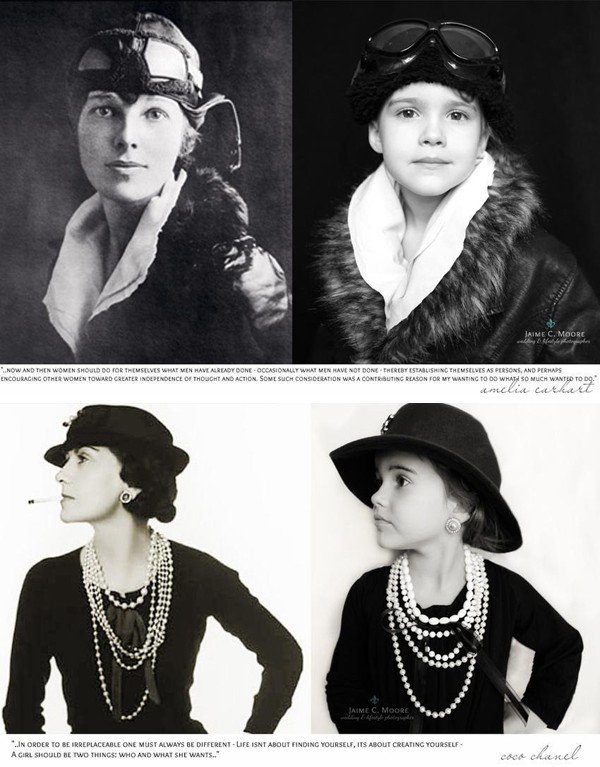 JAIME C. MOORE
wedding & lifestyle photographer
"..NOW AND THEN WOMEN SHOULD DO FOR THEMSELVES WHAT MEN HAVE ALREADY DONE - OCCASIONALLY WHAT MEN HAVE NOT DONE - THEREBY ESTABLISHING THEMSELVES AS PERSONS, AND PERHAPS
ENCOURAGING OTHER WOMEN TOWARD GREATER INDEPENDENCE OF THOUGHT AND ACTION. SOME SUCH CONSIDERATION WAS A CONTRIBUTING REASON FOR MY WANTING TO DO WHAT I SO MUCH WANTED TO DO."
amelia earhart
JAIME C. MOORE
wedding & lifestyle photographer
"..IN ORDER TO BE IRREPLACEABLE ONE MUST ALWAYS BE DIFFERENT - LIFE ISNT ABOUT FINDING YOURSELF, ITS ABOUT CREATING YOURSELF -
A GIRL SHOULD BE TWO THINGS: WHO AND WHAT SHE WANTS.."
coco chanel